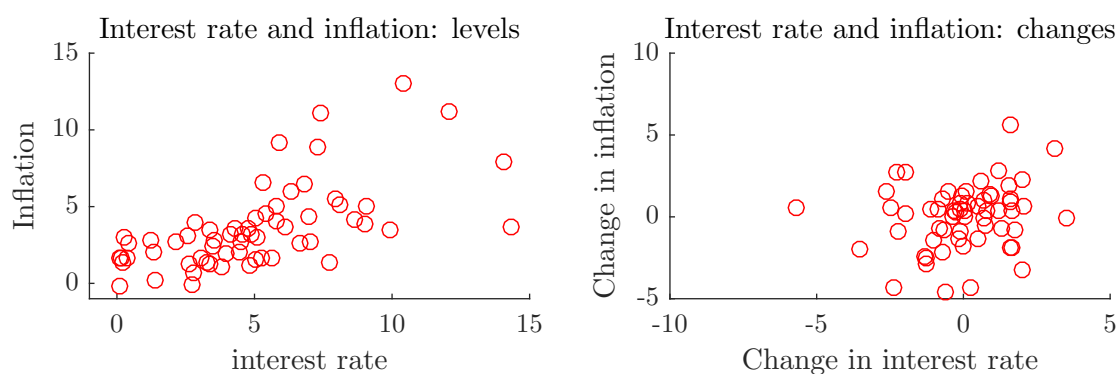 Interest rate and inflation: levels
15
10
5
0
Inflation
0
5
10
15
interest rate
Interest rate and inflation: changes
10
5
0
-5
Change in inflation
-10
-5
0
5
Change in interest rate